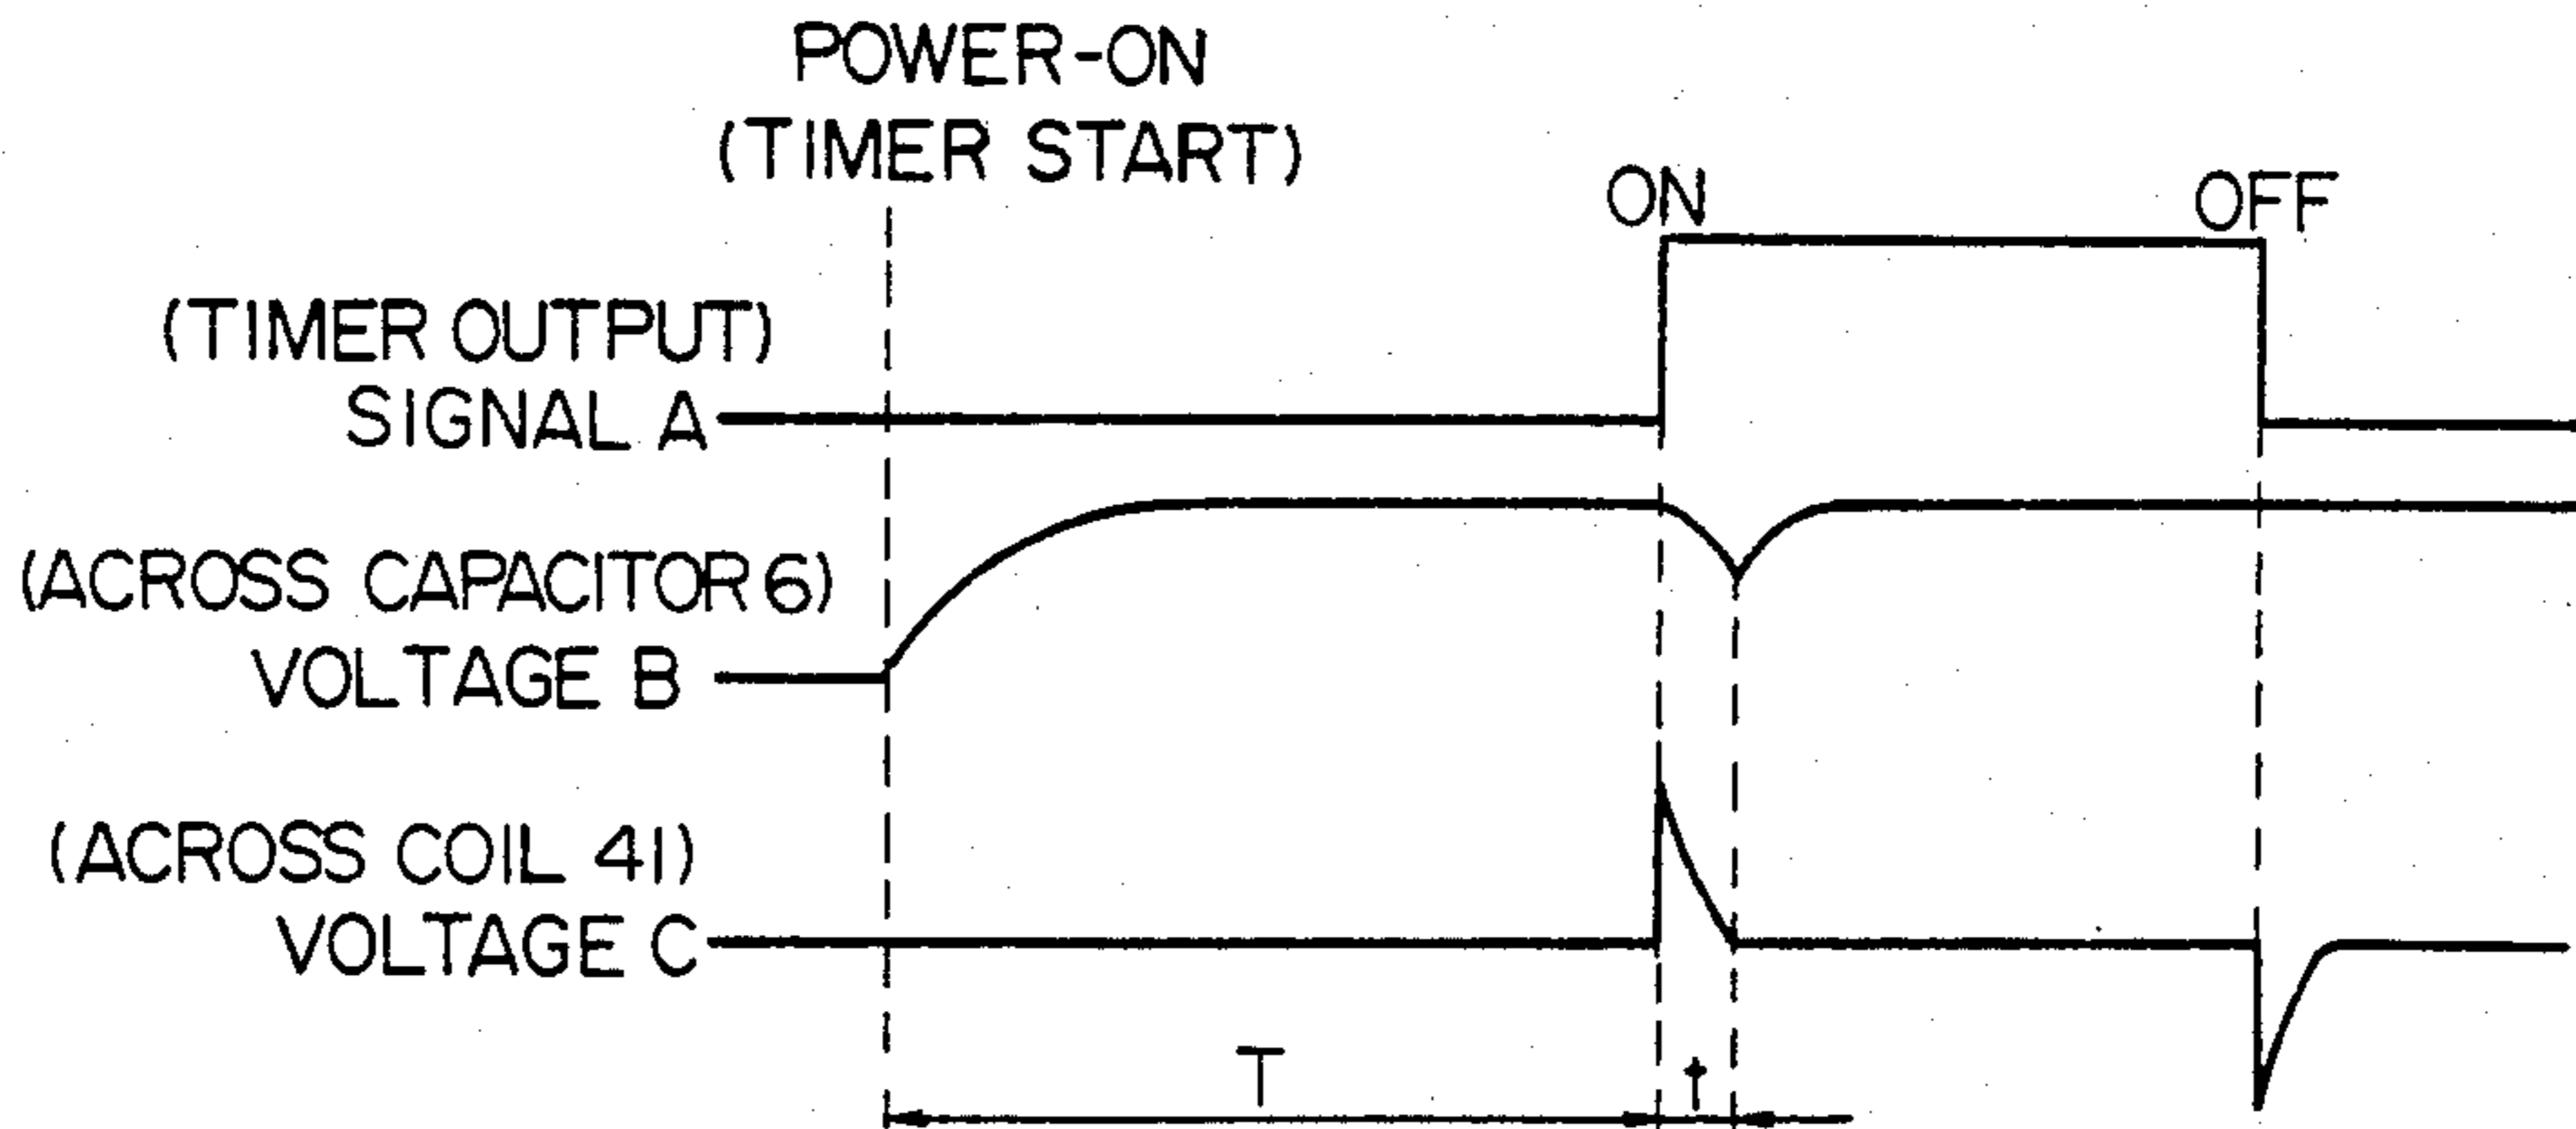 POWER-ON
(TIMER START)
ON
OFF
(TIMER OUTPUT)
SIGNAL A
(ACROSS CAPACITOR 6)
VOLTAGE B
(ACROSS COIL 41)
VOLTAGE C
T
t